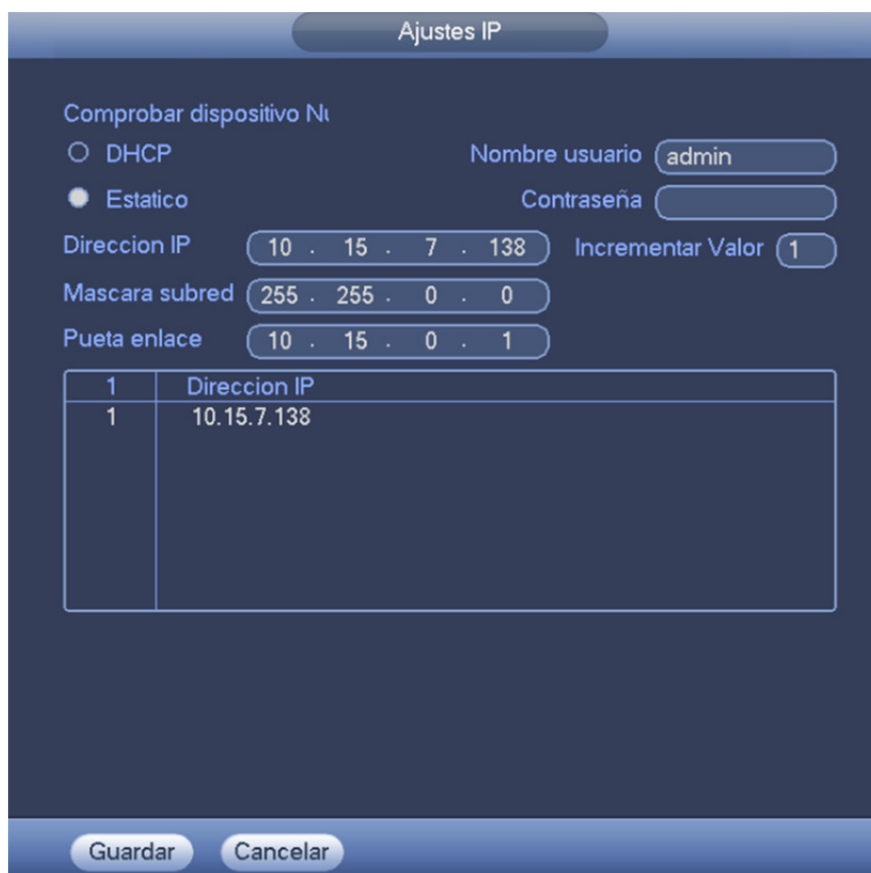 Ajustes IP
Comprobar dispositivo Nu
DHCP
Nombre usuario admin
Estatico
Contraseña
Direccion IP 10 . 15 . 7 . 138 Incrementar Valor 1
Mascara subred 255 . 255 . 0 . 0
Pueta enlace 10 . 15 . 0 . 1
1 Direccion IP
1 10.15.7.138
Guardar Cancelar